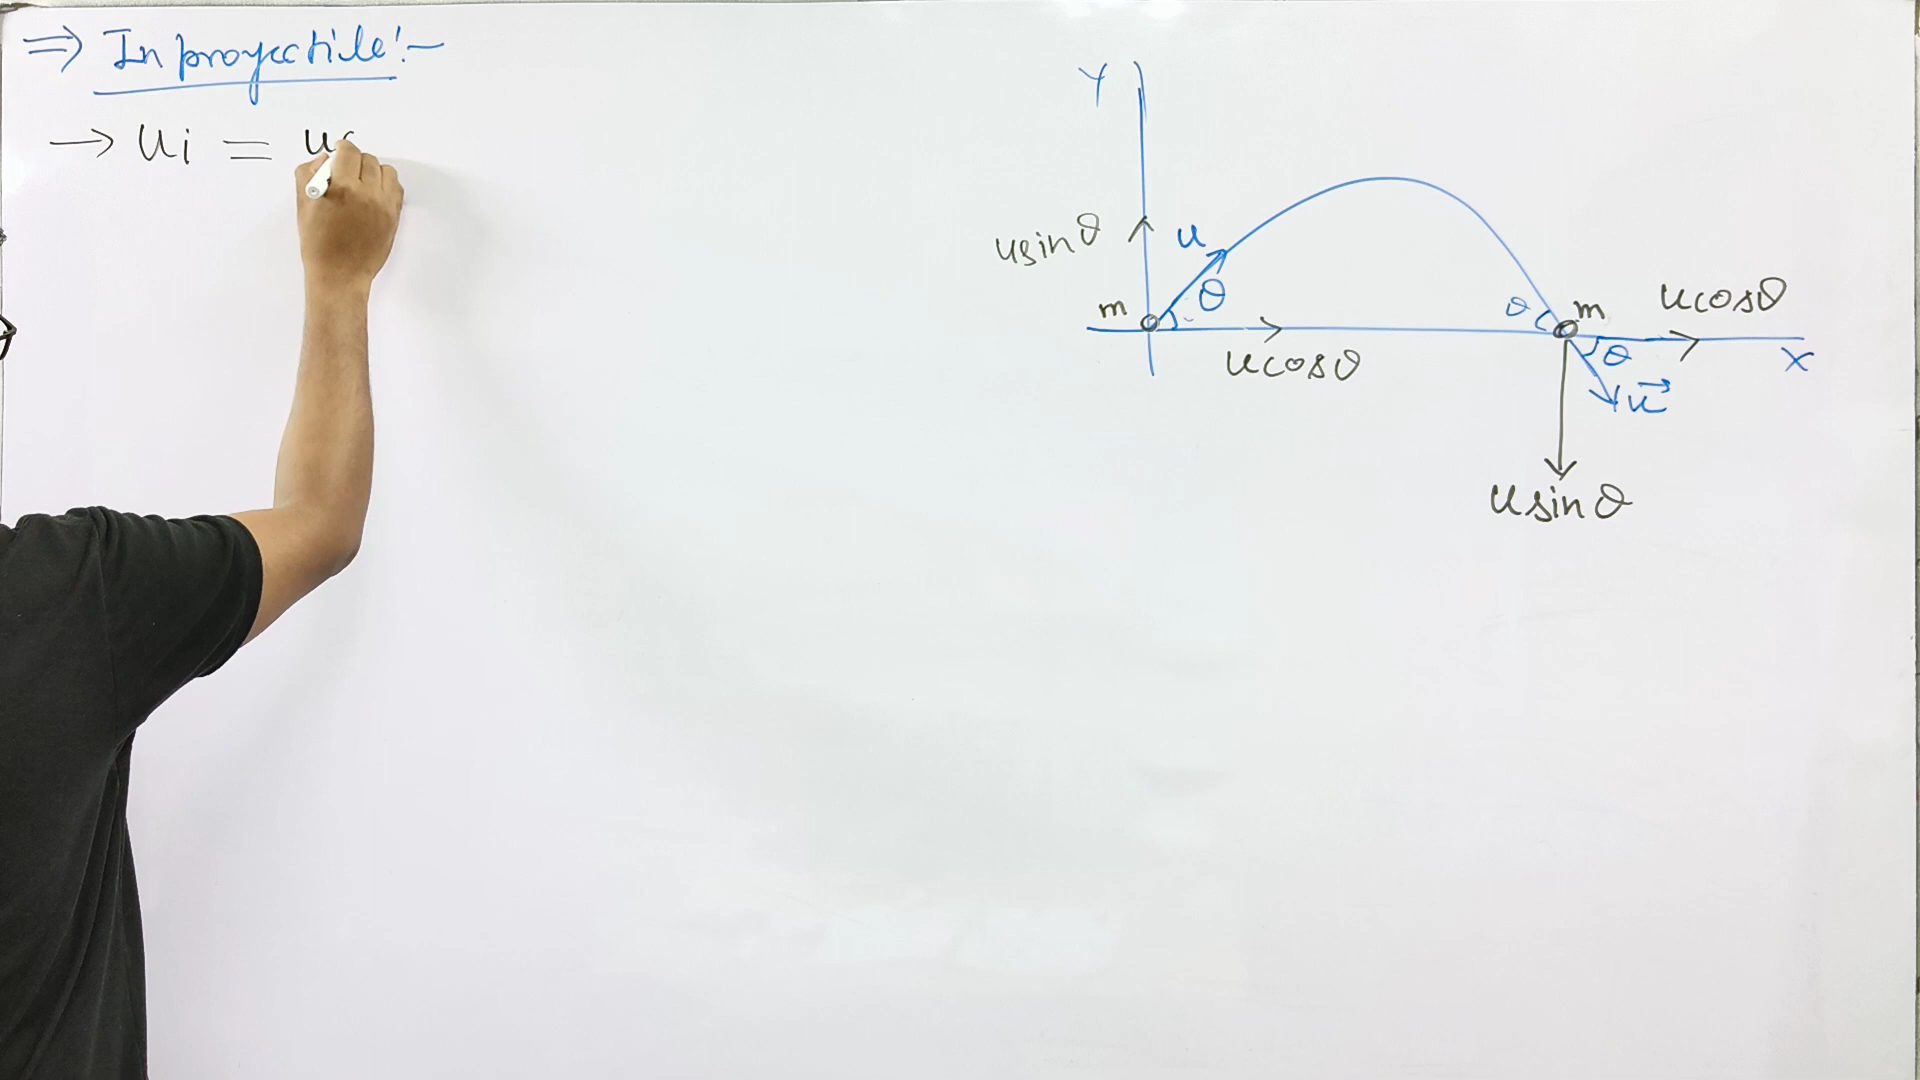 ⇒ In projectile :-
→ ui = uc
Y
usinθ
u
θ
m
ucosθ
θ
m
ucosθ
θ
X
u⃗
usinθ